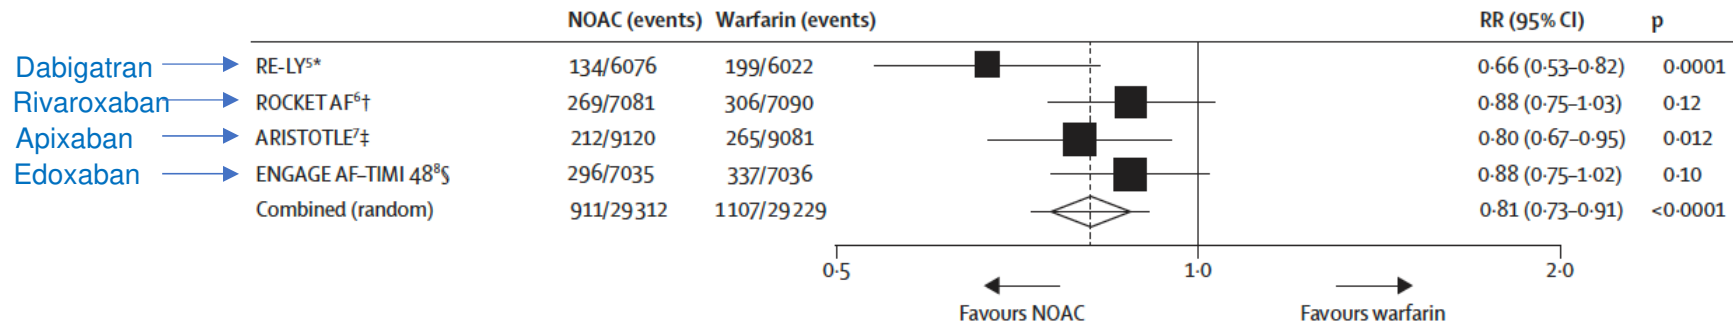 NOAC (events) Warfarin (events) RR (95% CI) p
Dabigatran RE-LY⁵* 134/6076 199/6022 0·66 (0·53–0·82) 0·0001
Rivaroxaban ROCKET AF⁶† 269/7081 306/7090 0·88 (0·75–1·03) 0·12
Apixaban ARISTOTLE⁷‡ 212/9120 265/9081 0·80 (0·67–0·95) 0·012
Edoxaban ENGAGE AF–TIMI 48⁸§ 296/7035 337/7036 0·88 (0·75–1·02) 0·10
Combined (random) 911/29 312 1107/29 229 0·81 (0·73–0·91) <0·0001
0·5 1·0 2·0
Favours NOAC Favours warfarin